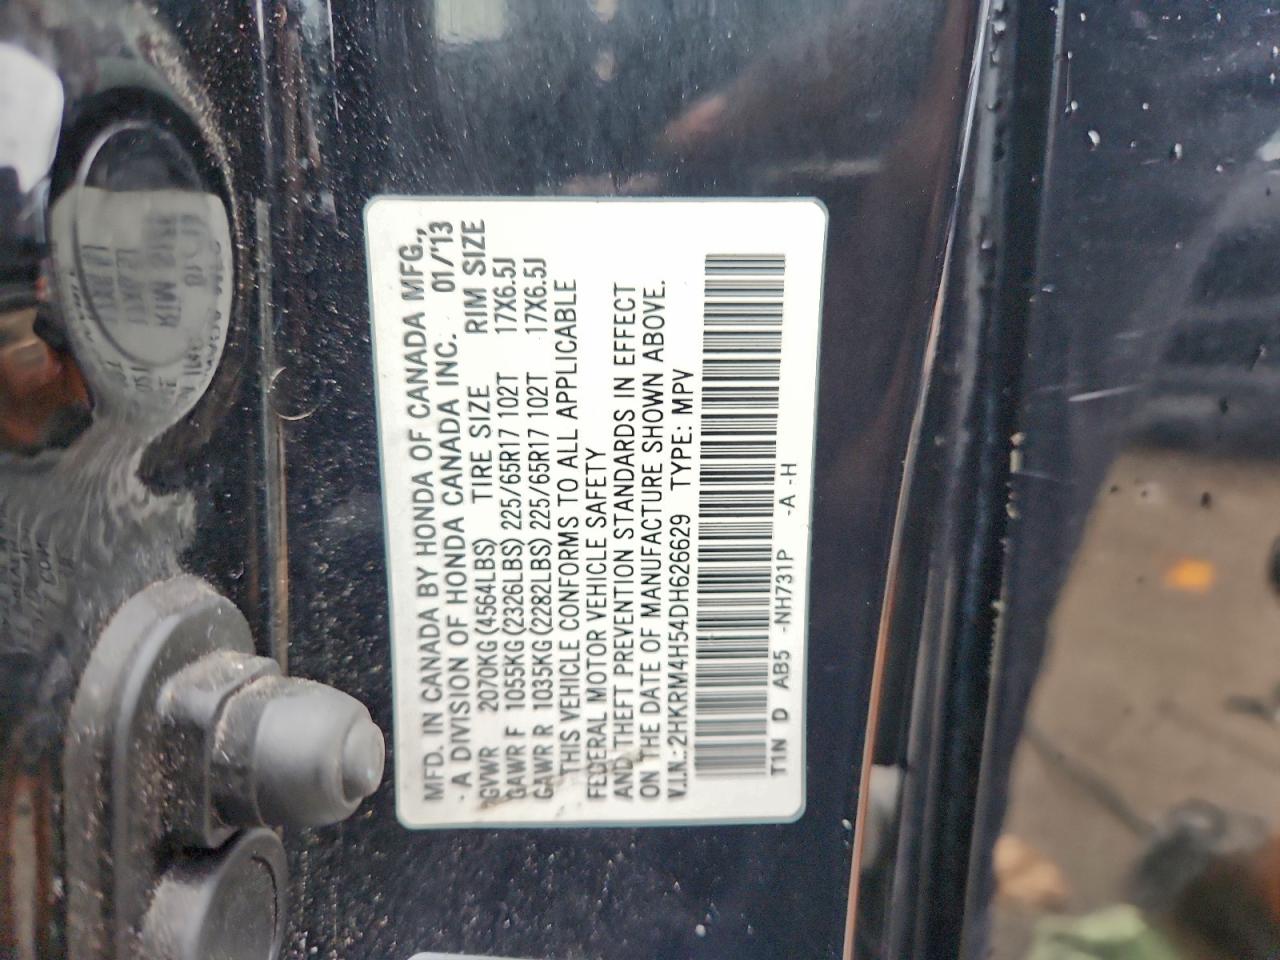 MFD. IN CANADA BY HONDA OF CANADA MFG.,
A DIVISION OF HONDA CANADA INC. 01/'13
GVWR 2070KG (4564LBS) TIRE SIZE RIM SIZE
GAWR F 1055KG (2326LBS) 225/65R17 102T 17X6.5J
GAWR R 1035KG (2282LBS) 225/65R17 102T 17X6.5J
THIS VEHICLE CONFORMS TO ALL APPLICABLE
FEDERAL MOTOR VEHICLE SAFETY
AND THEFT PREVENTION STANDARDS IN EFFECT
ON THE DATE OF MANUFACTURE SHOWN ABOVE.
V.I.N.: 2HKRM4H54DH626629 TYPE: MPV
T1N D AB5 -NH731P -A -H